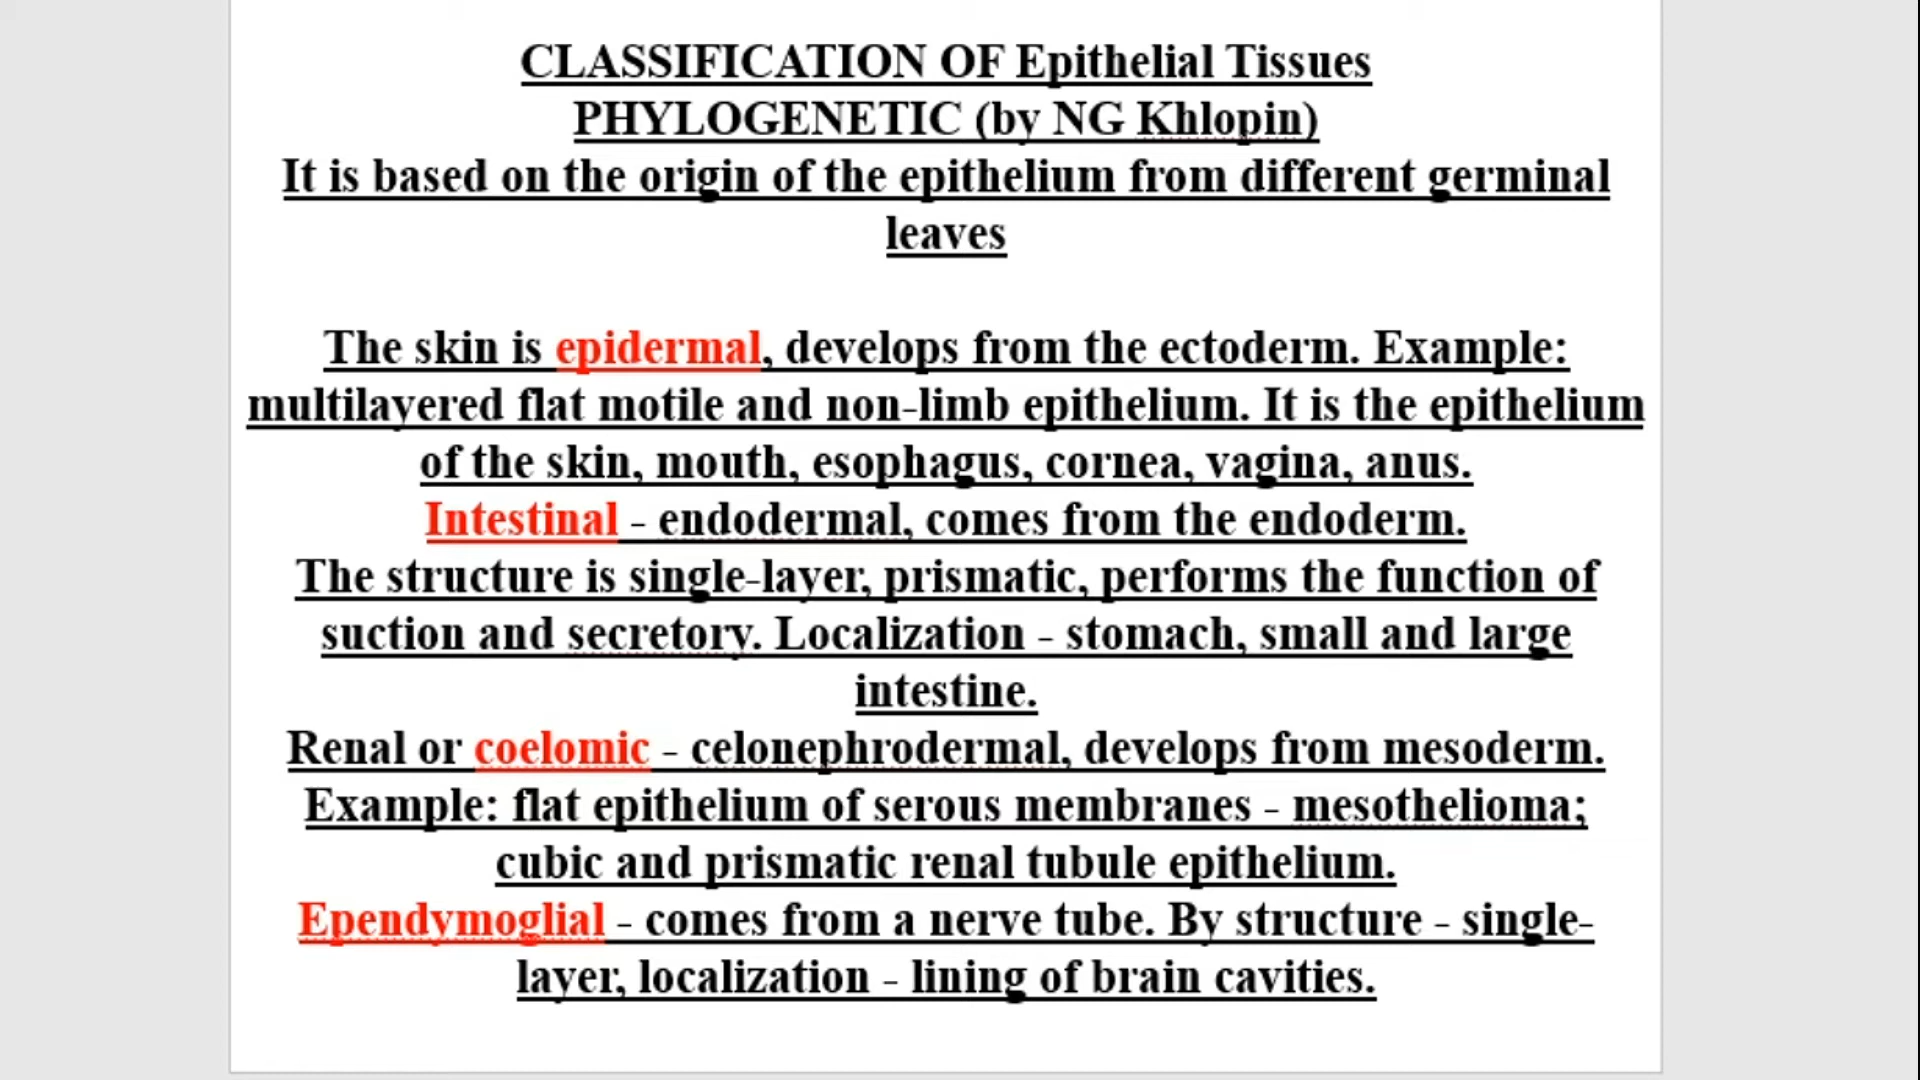 CLASSIFICATION OF Epithelial Tissues
PHYLOGENETIC (by NG Khlopin)
It is based on the origin of the epithelium from different germinal
leaves
The skin is epidermal, develops from the ectoderm. Example:
multilayered flat motile and non-limb epithelium. It is the epithelium
of the skin, mouth, esophagus, cornea, vagina, anus.
Intestinal - endodermal, comes from the endoderm.
The structure is single-layer, prismatic, performs the function of
suction and secretory. Localization - stomach, small and large
intestine.
Renal or coelomic - celonephrodermal, develops from mesoderm.
Example: flat epithelium of serous membranes - mesothelioma;
cubic and prismatic renal tubule epithelium.
Ependymoglial - comes from a nerve tube. By structure - single-
layer, localization - lining of brain cavities.